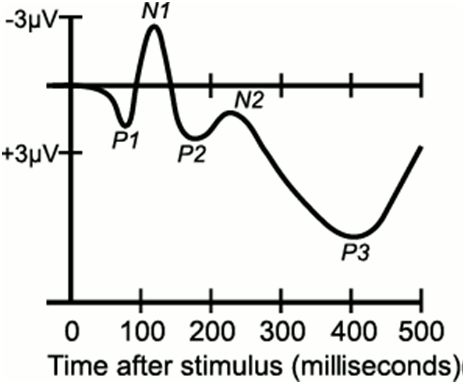 -3µV
N1
N2
P1
P2
+3µV
P3
0 100 200 300 400 500
Time after stimulus (milliseconds)(